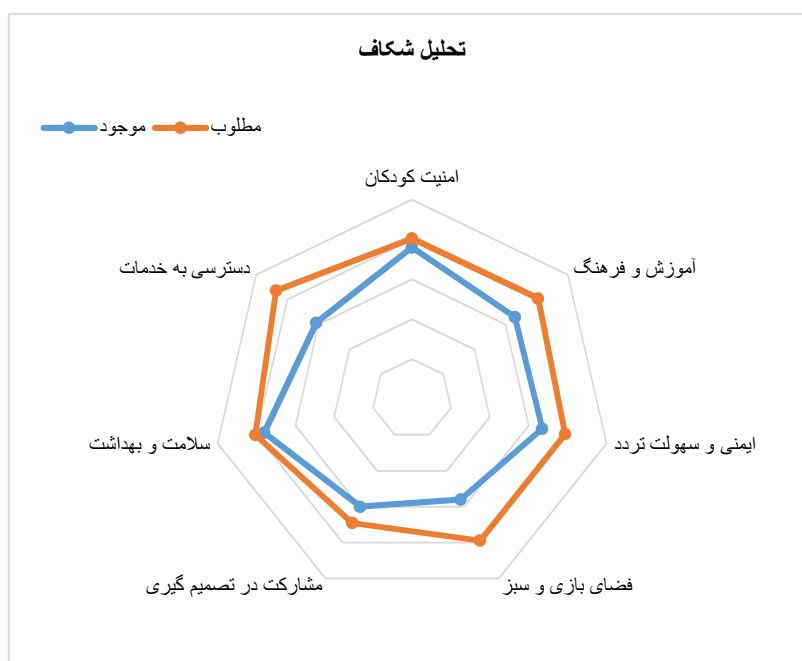 تحلیل شکاف
مطلوب
موجود
امنیت کودکان
آموزش و فرهنگ
دسترسی به خدمات
ایمنی و سهولت تردد
سلامت و بهداشت
فضای بازی و سبز
مشارکت در تصمیم گیری